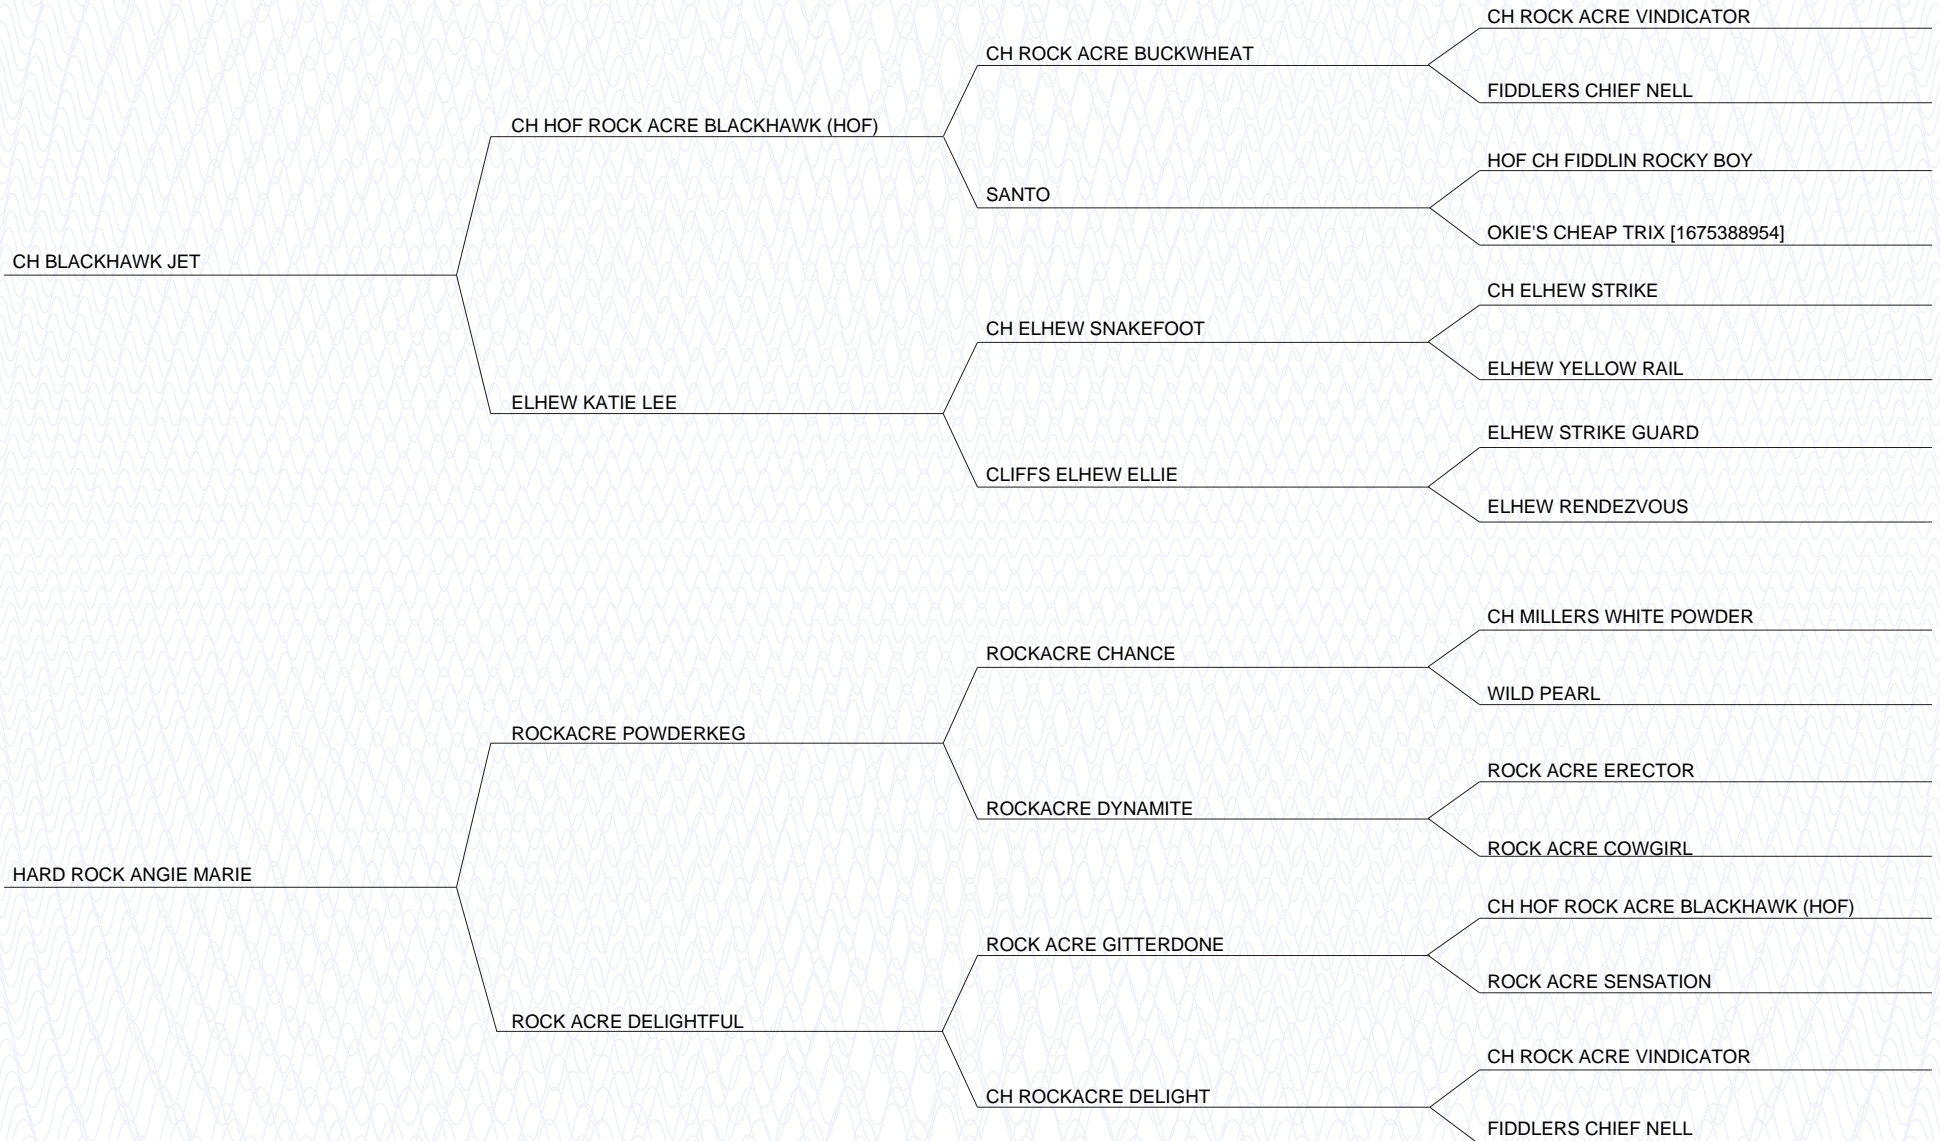 CH ROCK ACRE VINDICATOR
CH ROCK ACRE BUCKWHEAT
FIDDLERS CHIEF NELL
CH HOF ROCK ACRE BLACKHAWK (HOF)
HOF CH FIDDLIN ROCKY BOY
SANTO
OKIE'S CHEAP TRIX [1675388954]
CH BLACKHAWK JET
CH ELHEW STRIKE
CH ELHEW SNAKEFOOT
ELHEW YELLOW RAIL
ELHEW KATIE LEE
ELHEW STRIKE GUARD
CLIFFS ELHEW ELLIE
ELHEW RENDEZVOUS
CH MILLERS WHITE POWDER
ROCKACRE CHANCE
WILD PEARL
ROCKACRE POWDERKEG
ROCK ACRE ERECTOR
ROCKACRE DYNAMITE
ROCK ACRE COWGIRL
HARD ROCK ANGIE MARIE
CH HOF ROCK ACRE BLACKHAWK (HOF)
ROCK ACRE GITTERDONE
ROCK ACRE SENSATION
ROCK ACRE DELIGHTFUL
CH ROCK ACRE VINDICATOR
CH ROCKACRE DELIGHT
FIDDLERS CHIEF NELL